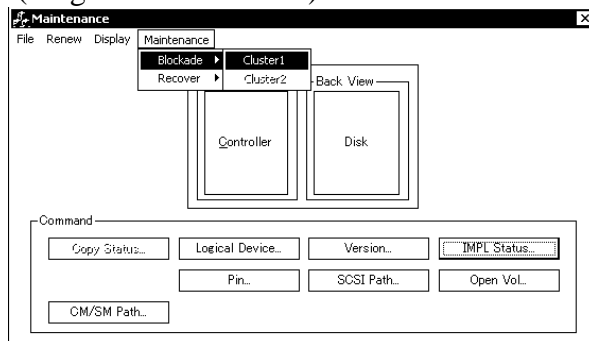 Maintenance
File Renew Display Maintenance
Blockade Cluster1
Recover Cluster2
Back View
Controller Disk
Command
Copy Status... Logical Device... Version... IMPL Status...
Pin... SCSI Path... Open Vol...
CM/SM Path...